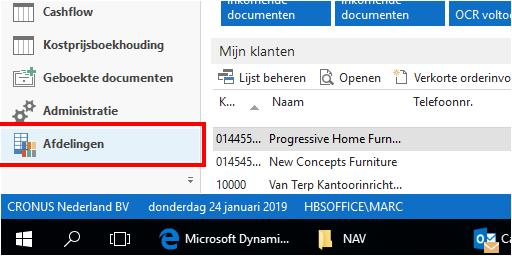 inkomende
documenten
inkomende
documenten
OCR voltoo
Cashflow
Kostprijsboekhouding
Geboekte documenten
Administratie
Afdelingen
Mijn klanten
Lijst beheren Openen Verkorte orderinvo
K... Naam Telefoonnr.
014455... Progressive Home Furn...
014545... New Concepts Furniture
10000 Van Terp Kantoorinricht...
CRONUS Nederland BV donderdag 24 januari 2019 HBSOFFICE\MARC
Microsoft Dynami... NAV Ca